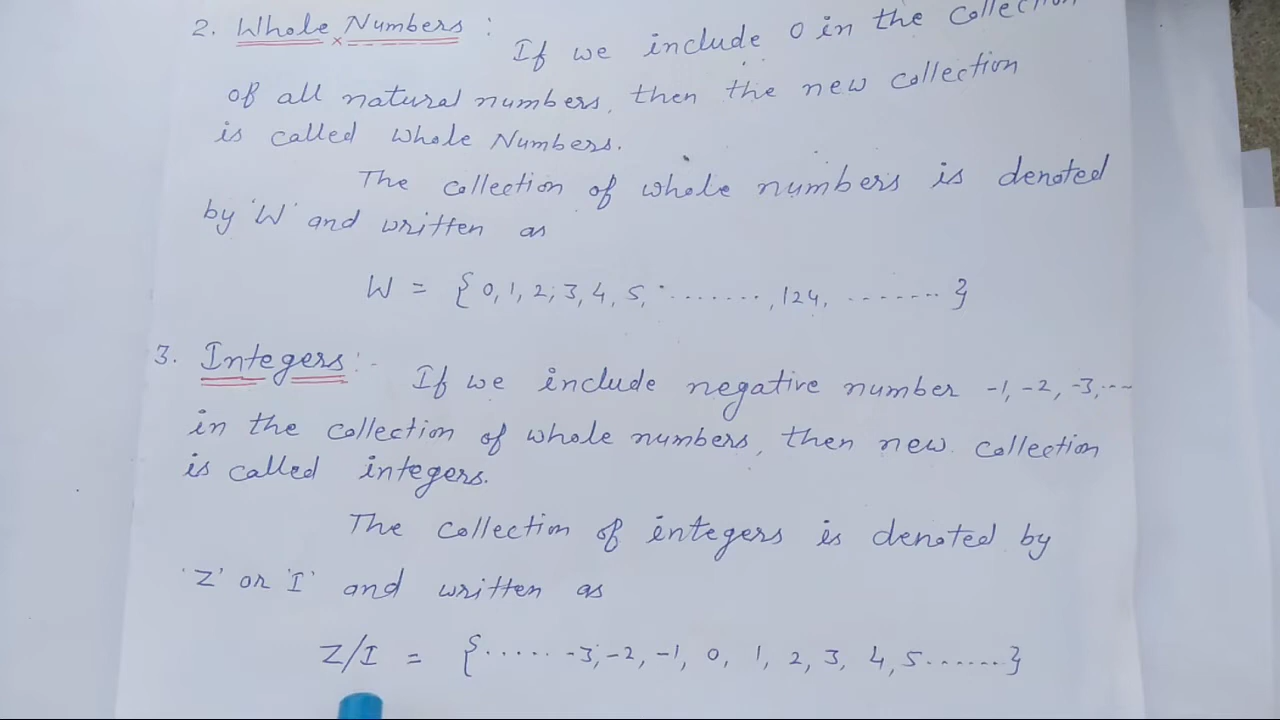 2. Whole Numbers :
If we include 0 in the collection
of all natural numbers, then the new collection
is called whole Numbers.
The collection of whole numbers is denoted
by 'W' and written as
W = { 0, 1, 2, 3, 4, 5, ........, 124, ....... }
3. Integers :- If we include negative number -1, -2, -3, ...
in the collection of whole numbers, then new collection
is called integers.
The collection of integers is denoted by
'Z' or 'I' and written as
Z/I = { ...... -3, -2, -1, 0, 1, 2, 3, 4, 5 ....... }